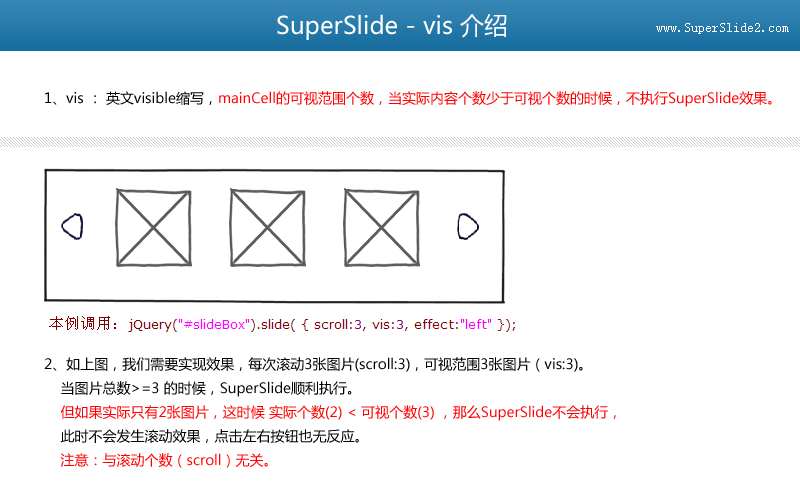 SuperSlide - vis 介绍
www.SuperSlide2.com
1、vis ： 英文visible缩写，mainCell的可视范围个数，当实际内容个数少于可视个数的时候，不执行SuperSlide效果。
本例调用：jQuery("#slideBox").slide( { scroll:3, vis:3, effect:"left" });
2、如上图，我们需要实现效果，每次滚动3张图片(scroll:3)，可视范围3张图片（vis:3)。
当图片总数>=3 的时候，SuperSlide顺利执行。
但如果实际只有2张图片，这时候 实际个数(2) < 可视个数(3) ，那么SuperSlide不会执行，
此时不会发生滚动效果，点击左右按钮也无反应。
注意：与滚动个数（scroll）无关。